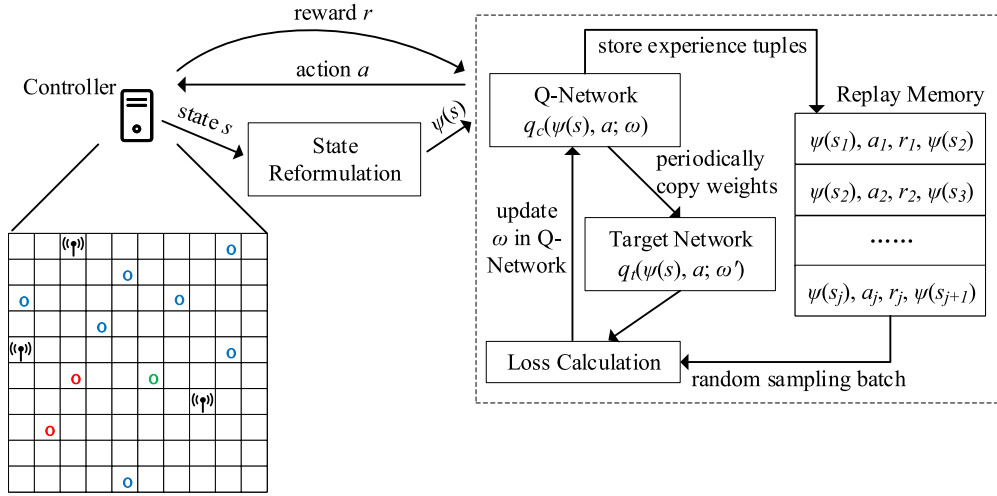 reward r
action a
Controller
state s
State
Reformulation
ψ(s)
store experience tuples
Q-Network
q_c(ψ(s), a; ω)
periodically
copy weights
update
ω in Q-
Network
Target Network
q_t(ψ(s), a; ω')
Loss Calculation
Replay Memory
ψ(s_1), a_1, r_1, ψ(s_2)
ψ(s_2), a_2, r_2, ψ(s_3)
……
ψ(s_j), a_j, r_j, ψ(s_{j+1})
random sampling batch
o
o
o
o
o
o
o
o
o
o